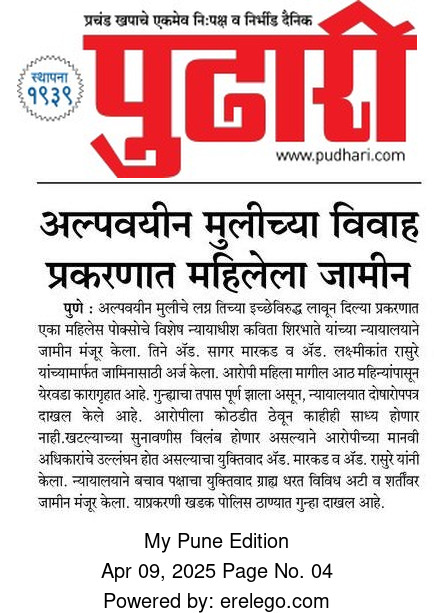 प्रचंड खपाचे एकमेव नि:पक्ष व निर्भीड दैनिक
स्थापना
१९३९
पुढारी
www.pudhari.com
अल्पवयीन मुलीच्या विवाह
प्रकरणात महिलेला जामीन
पुणे : अल्पवयीन मुलीचे लग्न तिच्या इच्छेविरुद्ध लावून दिल्या प्रकरणात
एका महिलेस पोक्सोचे विशेष न्यायाधीश कविता शिरभाते यांच्या न्यायालयाने
जामीन मंजूर केला. तिने अ‍ॅड. सागर मारकड व अ‍ॅड. लक्ष्मीकांत रासुरे
यांच्यामार्फत जामिनासाठी अर्ज केला. आरोपी महिला मागील आठ महिन्यांपासून
येरवडा कारागृहात आहे. गुन्ह्याचा तपास पूर्ण झाला असून, न्यायालयात दोषारोपपत्र
दाखल केले आहे. आरोपीला कोठडीत ठेवून काहीही साध्य होणार
नाही.खटल्याच्या सुनावणीस विलंब होणार असल्याने आरोपीच्या मानवी
अधिकारांचे उल्लंघन होत असल्याचा युक्तिवाद अ‍ॅड. मारकड व अ‍ॅड. रासुरे यांनी
केला. न्यायालयाने बचाव पक्षाचा युक्तिवाद ग्राह्य धरत विविध अटी व शर्तींवर
जामीन मंजूर केला. याप्रकरणी खडक पोलिस ठाण्यात गुन्हा दाखल आहे.
My Pune Edition
Apr 09, 2025 Page No. 04
Powered by: erelego.com